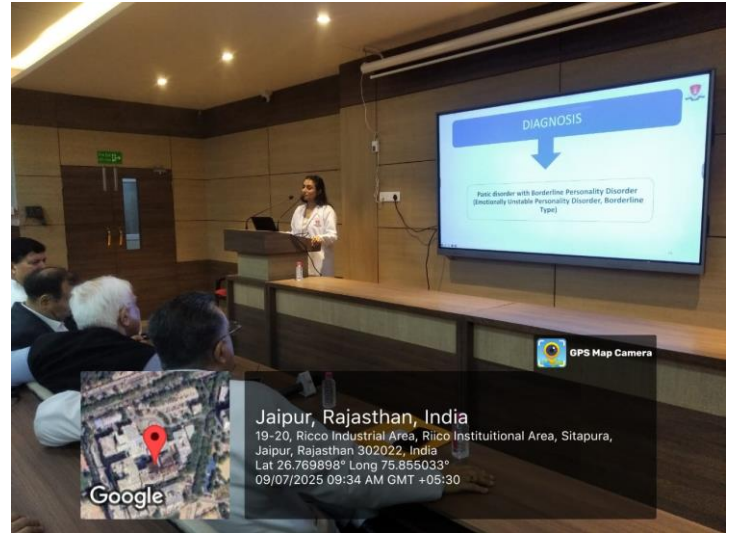 DIAGNOSIS
Panic disorder with Borderline Personality Disorder
(Emotionally Unstable Personality Disorder, Borderline
Type)
GPS Map Camera
Jaipur, Rajasthan, India
19-20, Ricco Industrial Area, Riico Instituitional Area, Sitapura,
Jaipur, Rajasthan 302022, India
Lat 26.769898° Long 75.855033°
09/07/2025 09:34 AM GMT +05:30
Google